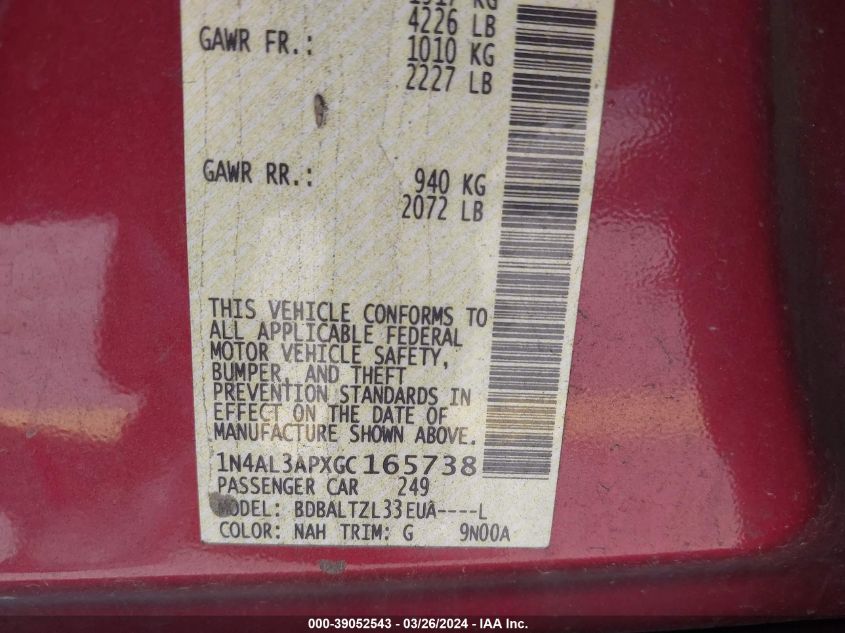 1917 KG
4226 LB
GAWR FR.: 1010 KG
2227 LB
GAWR RR.: 940 KG
2072 LB
THIS VEHICLE CONFORMS TO
ALL APPLICABLE FEDERAL
MOTOR VEHICLE SAFETY,
BUMPER, AND THEFT
PREVENTION STANDARDS IN
EFFECT ON THE DATE OF
MANUFACTURE SHOWN ABOVE.
1N4AL3APXGC165738
PASSENGER CAR 249
MODEL: BDBALTZL33EUA----L
COLOR: NAH TRIM: G 9N00A
000-39052543 - 03/26/2024 - IAA Inc.